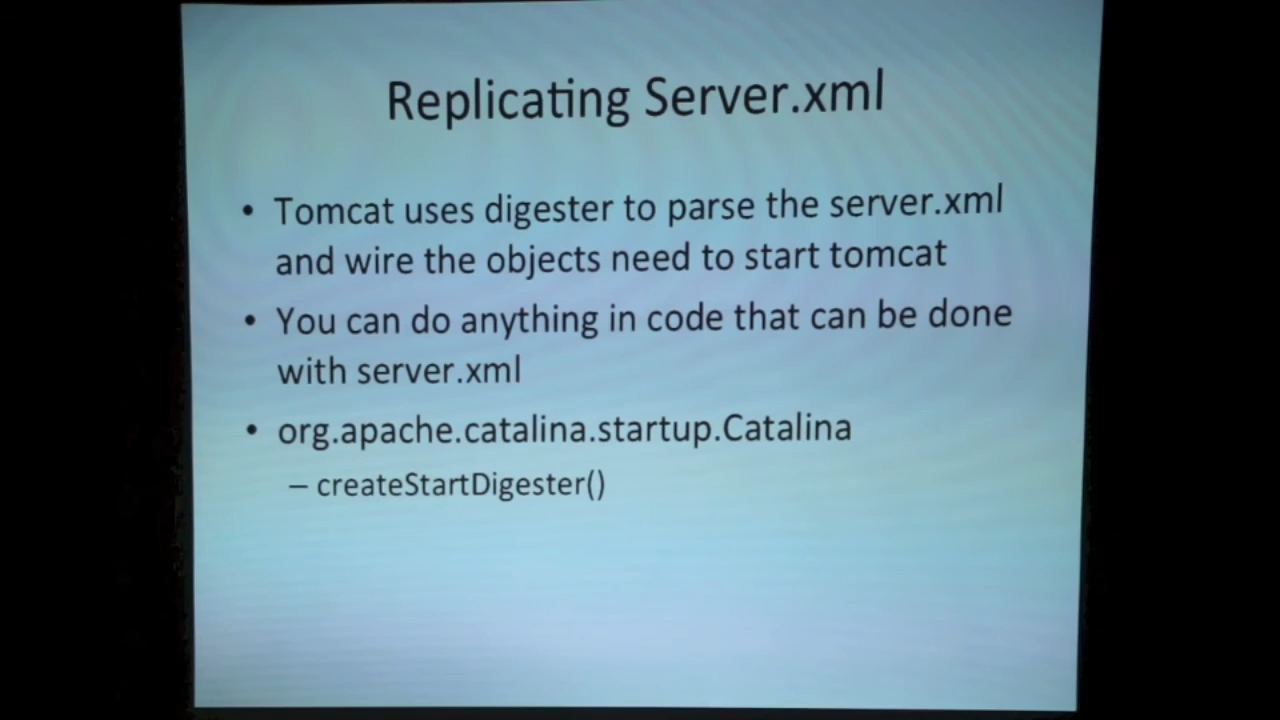 Replicating Server.xml
• Tomcat uses digester to parse the server.xml
and wire the objects need to start tomcat
• You can do anything in code that can be done
with server.xml
• org.apache.catalina.startup.Catalina
– createStartDigester()